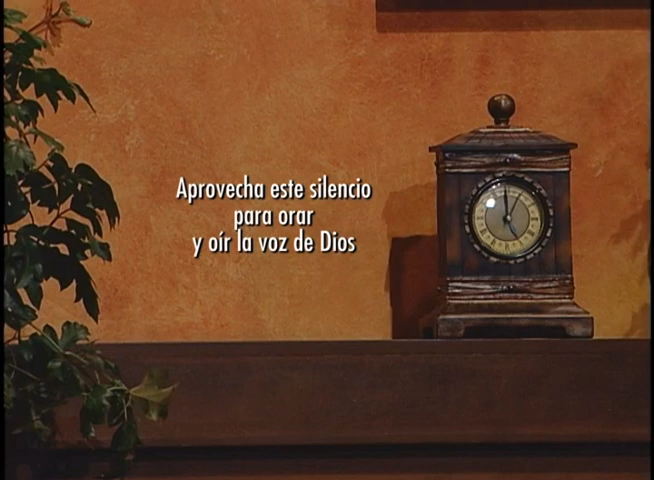 Aprovecha este silencio
para orar
y oír la voz de Dios